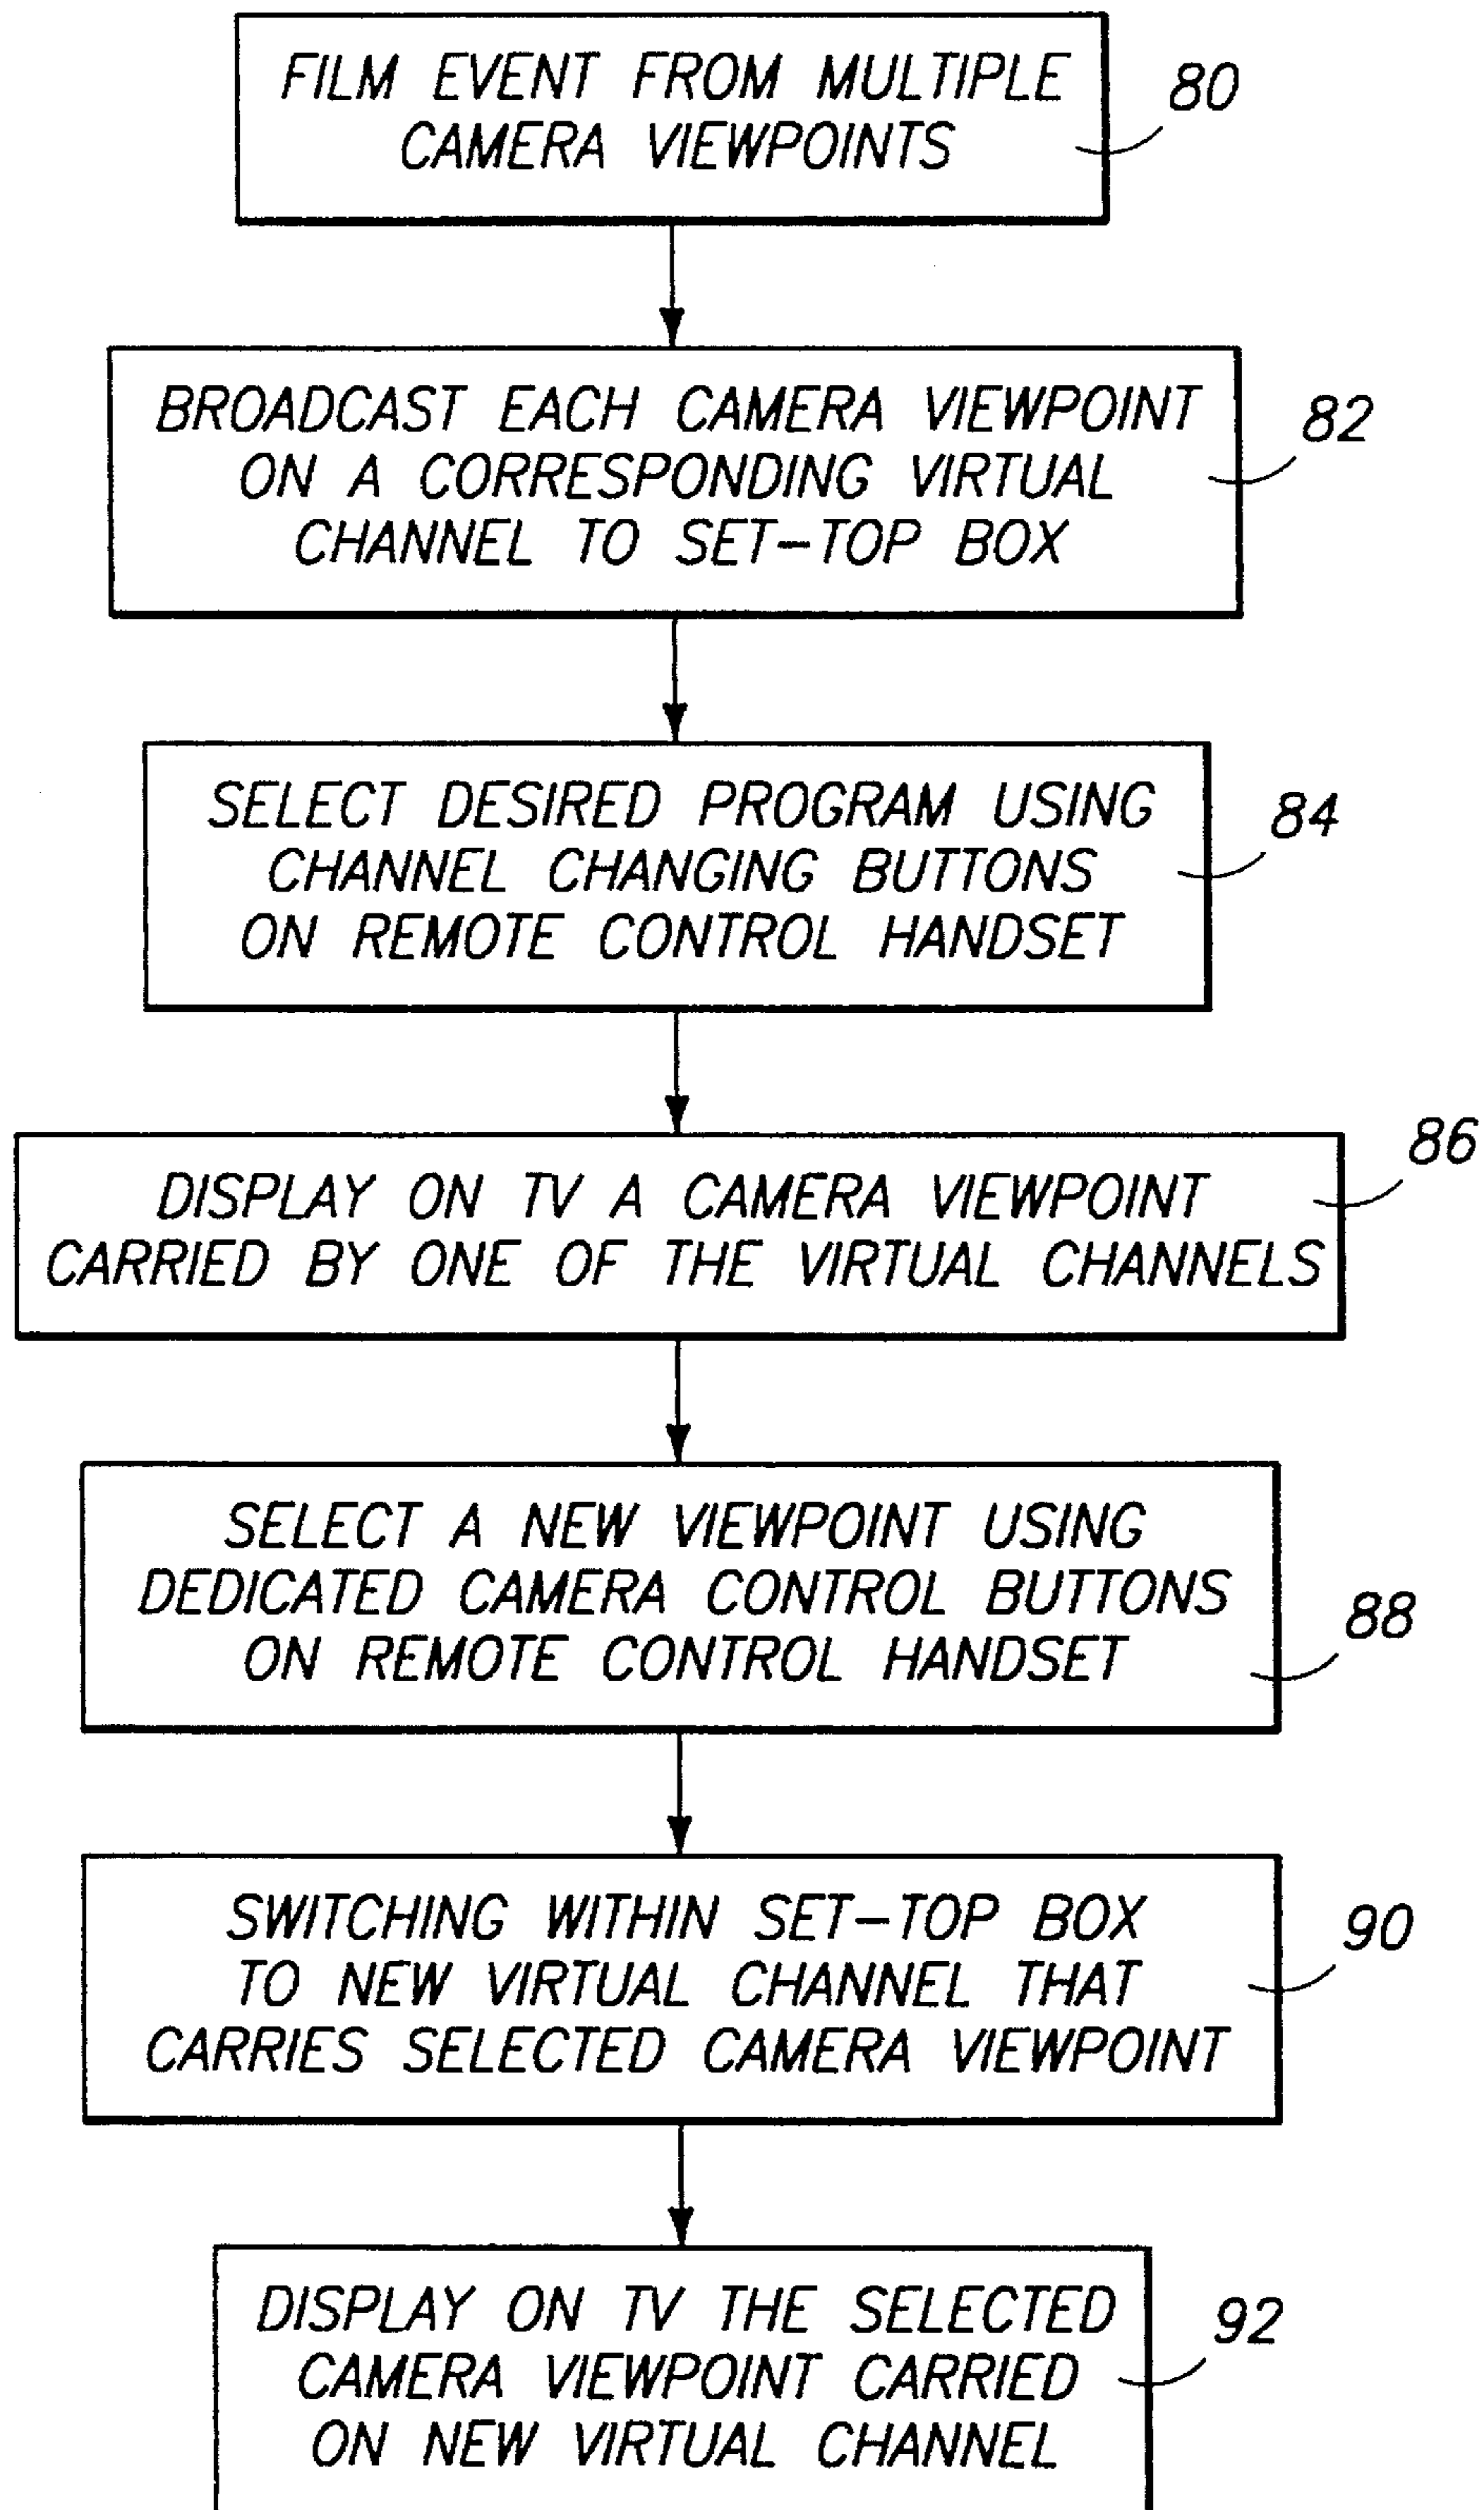 FILM EVENT FROM MULTIPLE
CAMERA VIEWPOINTS
80
BROADCAST EACH CAMERA VIEWPOINT
ON A CORRESPONDING VIRTUAL
CHANNEL TO SET-TOP BOX
82
SELECT DESIRED PROGRAM USING
CHANNEL CHANGING BUTTONS
ON REMOTE CONTROL HANDSET
84
DISPLAY ON TV A CAMERA VIEWPOINT
CARRIED BY ONE OF THE VIRTUAL CHANNELS
86
SELECT A NEW VIEWPOINT USING
DEDICATED CAMERA CONTROL BUTTONS
ON REMOTE CONTROL HANDSET
88
SWITCHING WITHIN SET-TOP BOX
TO NEW VIRTUAL CHANNEL THAT
CARRIES SELECTED CAMERA VIEWPOINT
90
DISPLAY ON TV THE SELECTED
CAMERA VIEWPOINT CARRIED
ON NEW VIRTUAL CHANNEL
92